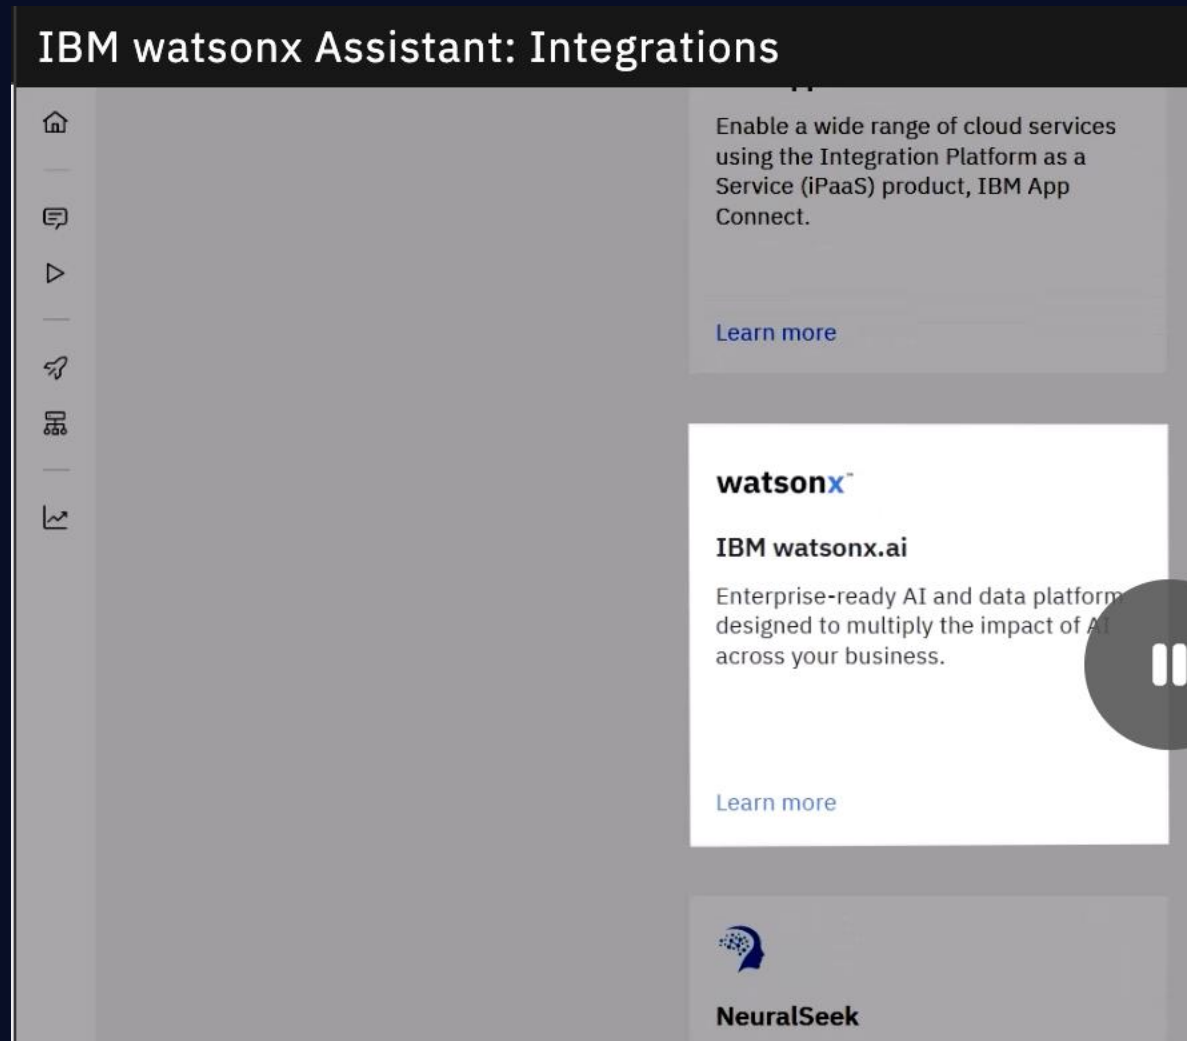 IBM watsonx Assistant: Integrations
Enable a wide range of cloud services
using the Integration Platform as a
Service (iPaaS) product, IBM App
Connect.
Learn more
watsonx™
IBM watsonx.ai
Enterprise-ready AI and data platform
designed to multiply the impact of AI
across your business.
Learn more
NeuralSeek